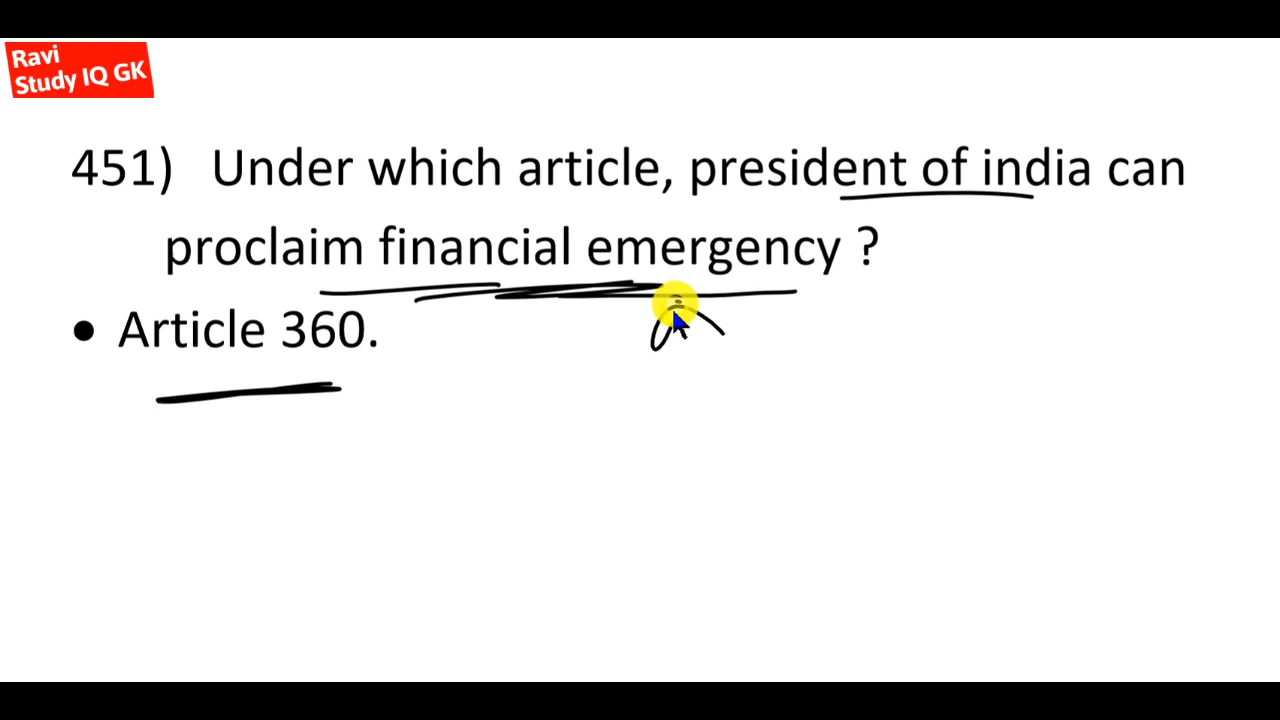 Ravi
Study IQ GK
451) Under which article, president of india can
proclaim financial emergency ?
• Article 360.